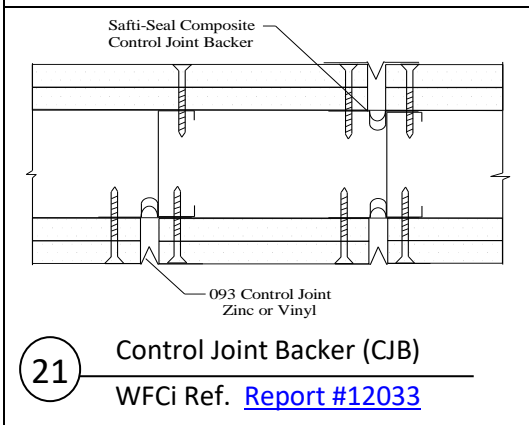 Safti-Seal Composite
Control Joint Backer
093 Control Joint
Zinc or Vinyl
21
Control Joint Backer (CJB)
WFCi Ref. Report #12033